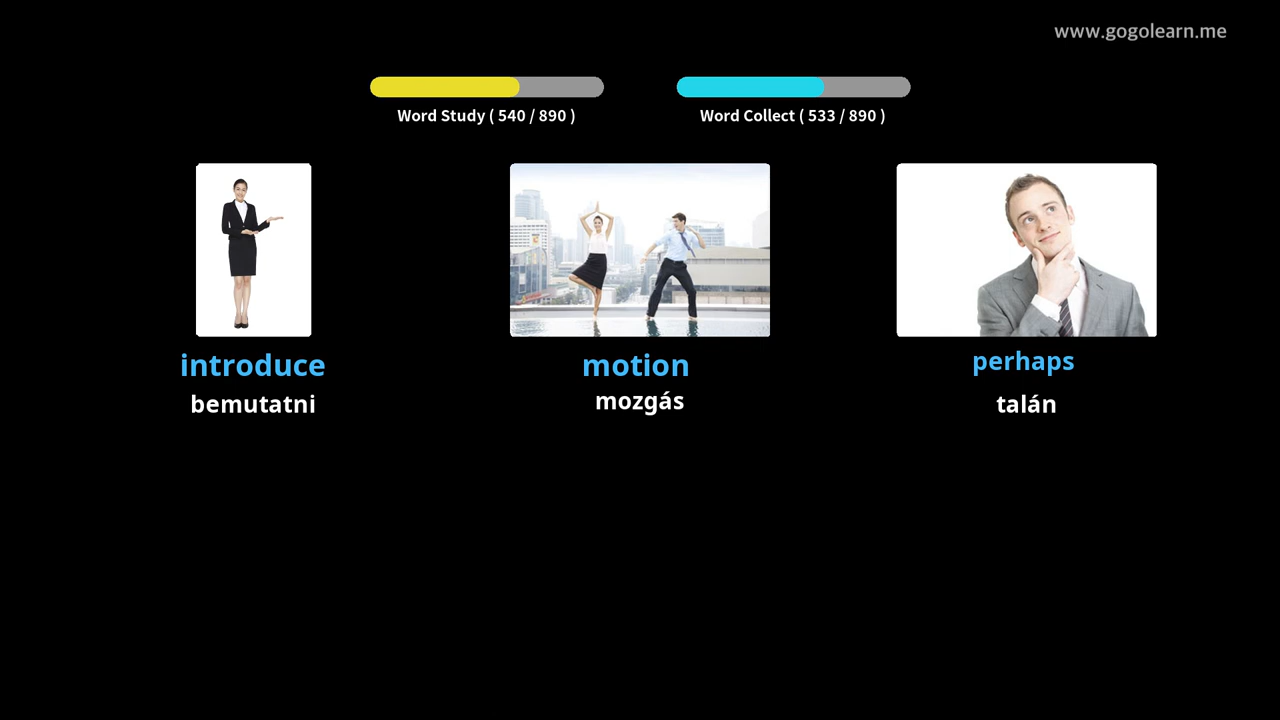 www.gogolearn.me
Word Study ( 540 / 890 )
Word Collect ( 533 / 890 )
introduce
bemutatni
motion
mozgás
perhaps
talán